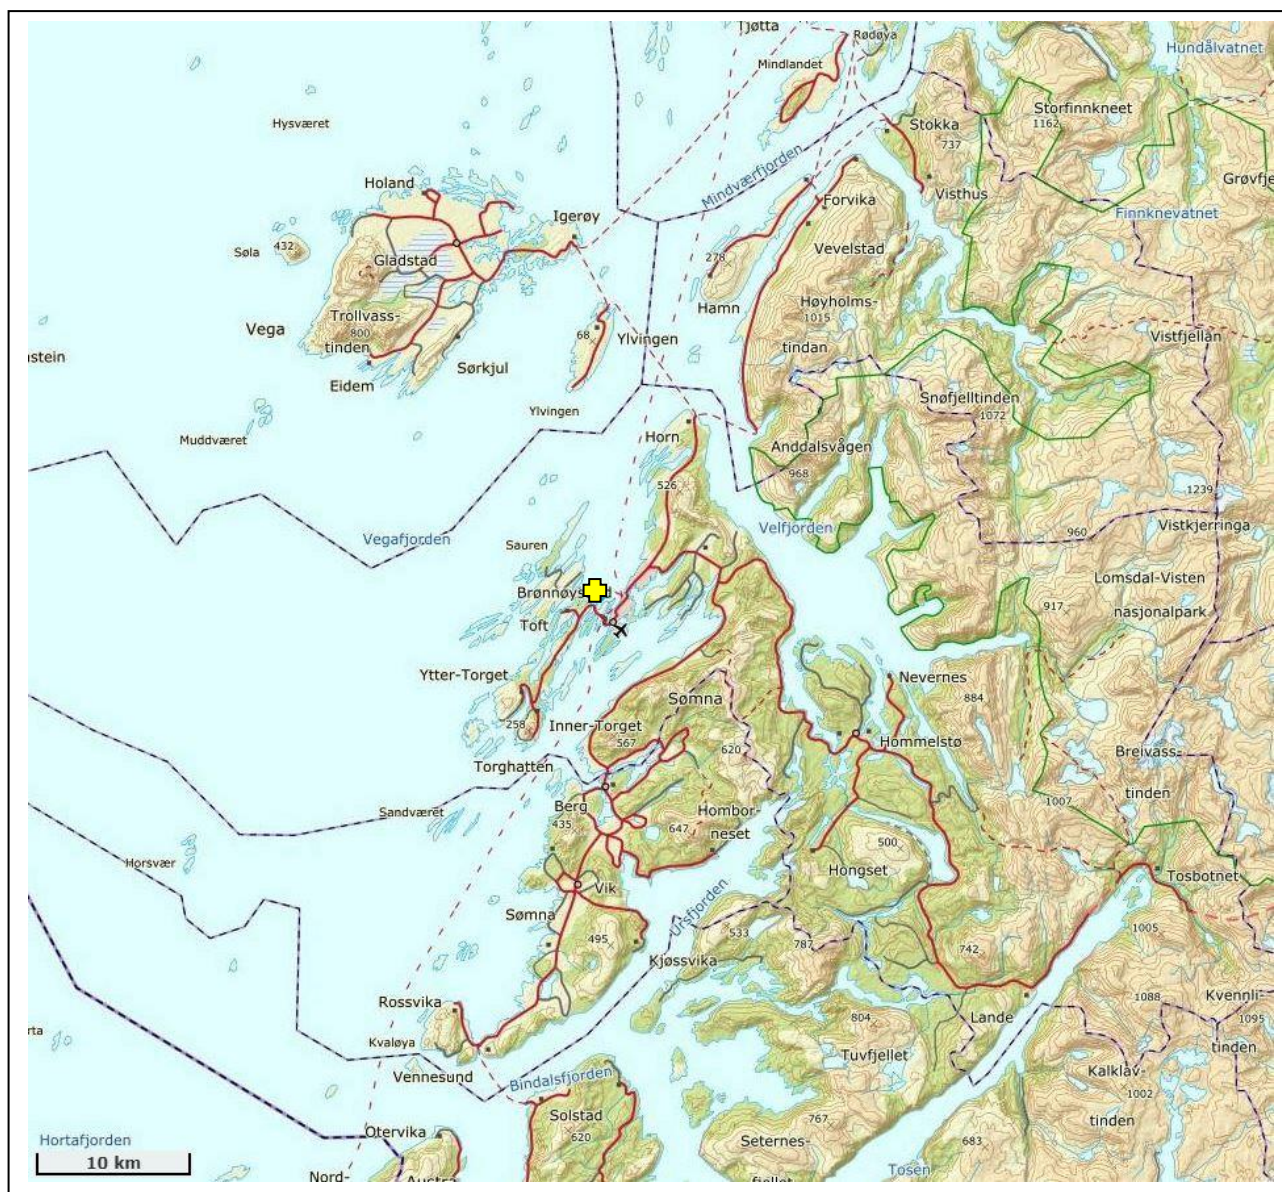 Tjøtta
Rødøya
Hundålvatnet
Mindlandet
Storfinnkneet
1162
Hysværet
Stokka
737
Mindværfjorden
Holand
Visthus
Grøvfje
Forvika
Igerøy
Finnknevatnet
Søla
432
Vevelstad
Gladstad
278
Høyholms-
1015
tindan
Hamn
Vega
Trollvass-
800
tinden
68
Ylvingen
Vistfjellan
nstein
Sørkjul
Eidem
Snøfjelltinden
1072
Ylvingen
Muddværet
Horn
Anddalsvågen
968
526
1239
Vistkjerringa
Velfjorden
960
Vegafjorden
Sauren
Lomsdal-Visten
nasjonalpark
917
Toft
Ytter-Torget
Nevernes
884
Sømna
258
Inner-Torget
567
620
Hommelstø
Breivass-
tinden
Torghatten
1007
Berg
Sandværet
Hombor-
neset
435
647
500
Horsvær
Hongset
Tosbotnet
Vik
Sømna
Ursfjorden
495
533
787
742
1005
Kjøssvika
Rossvika
1088
Kvennli-
1095
tinden
Lande
rta
Kvaløya
804
Tuvfjellet
Vennesund
Bindalsfjorden
Kalklav-
1002
tinden
Solstad
767
Otervika
620
Seternes-
683
Hortafjorden
10 km
Nord-
Tosen